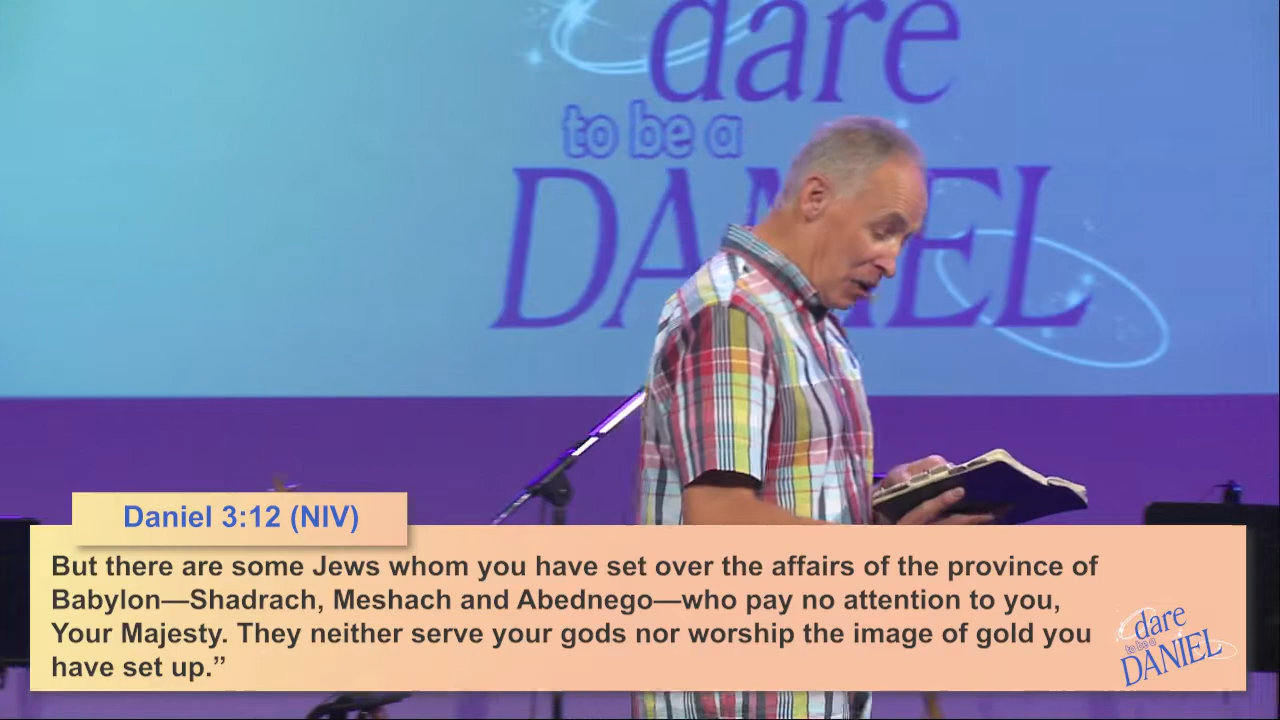 dare
to be a
DANIEL
Daniel 3:12 (NIV)
But there are some Jews whom you have set over the affairs of the province of
Babylon—Shadrach, Meshach and Abednego—who pay no attention to you,
Your Majesty. They neither serve your gods nor worship the image of gold you
have set up.”
dare
to be a
DANIEL